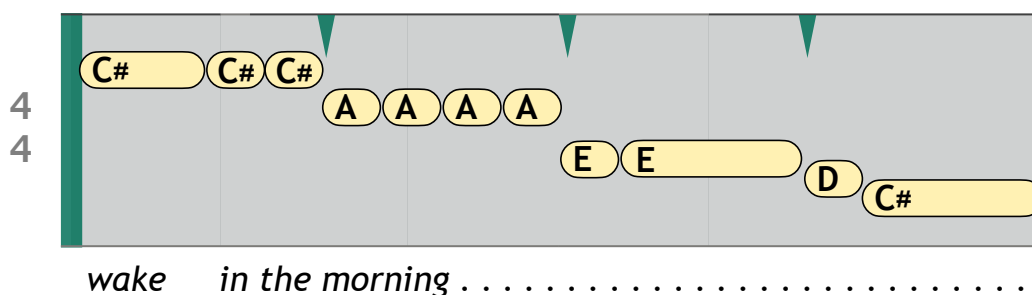 C# C# C#
4 A A A A
4 E E
D
C#
wake in the morning . . . . . . . . . . . . . . . . . . . . . . . . . . .